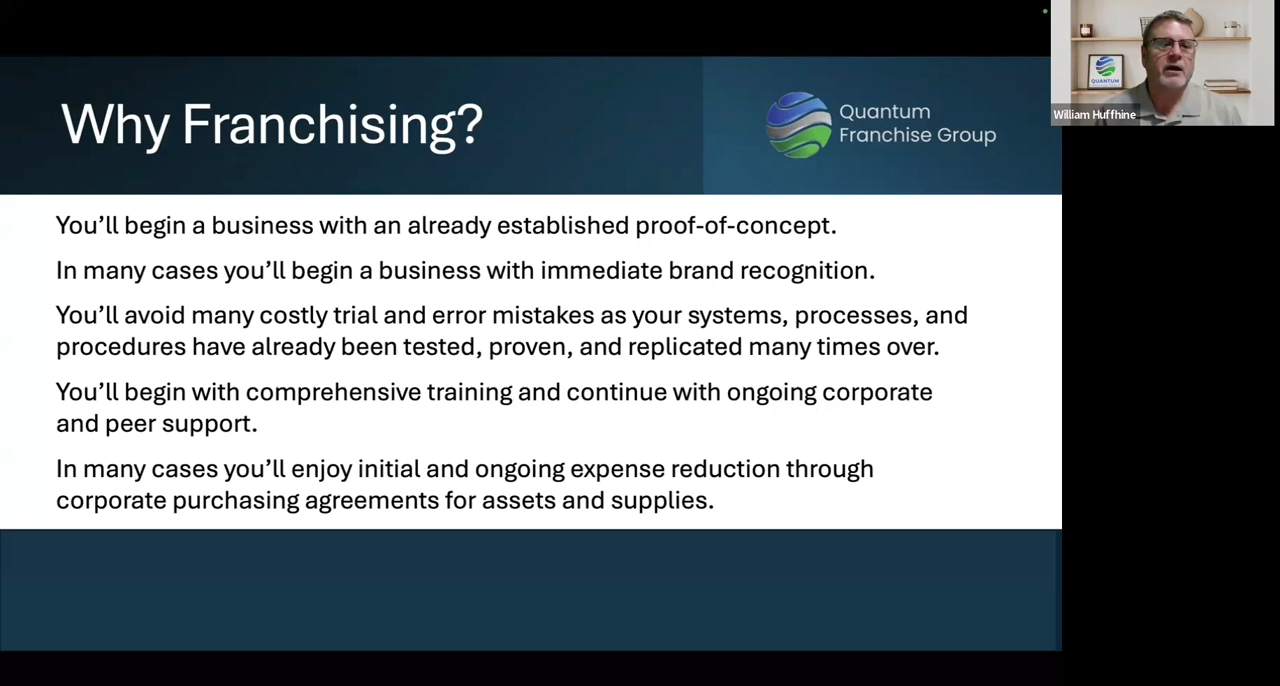 Why Franchising?
Quantum
Franchise Group
QUANTUM
William Huffhine
You'll begin a business with an already established proof-of-concept.
In many cases you'll begin a business with immediate brand recognition.
You'll avoid many costly trial and error mistakes as your systems, processes, and
procedures have already been tested, proven, and replicated many times over.
You'll begin with comprehensive training and continue with ongoing corporate
and peer support.
In many cases you'll enjoy initial and ongoing expense reduction through
corporate purchasing agreements for assets and supplies.